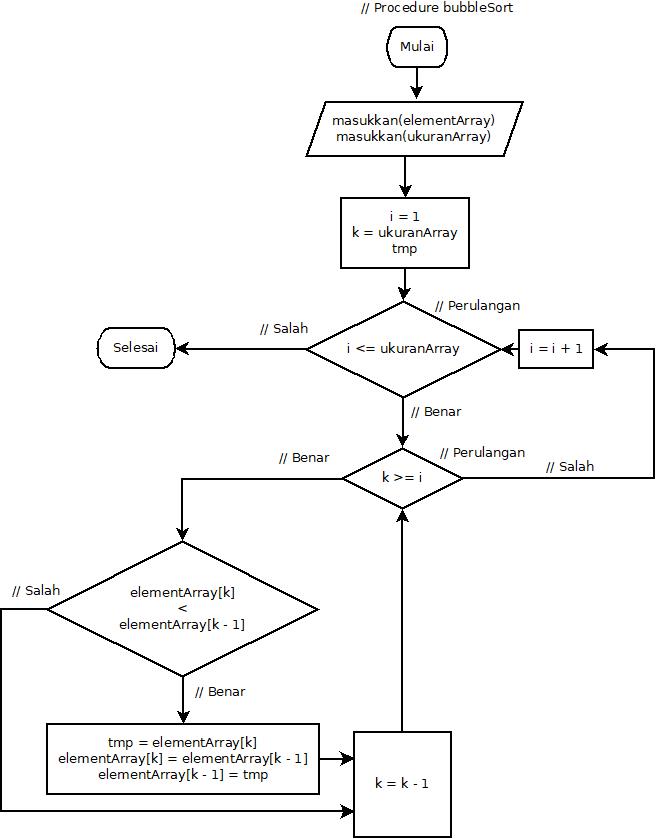 // Procedure bubbleSort
Mulai
masukkan(elementArray)
masukkan(ukuranArray)
i = 1
k = ukuranArray
tmp
// Perulangan
// Salah
Selesai
i <= ukuranArray
i = i + 1
// Benar
// Perulangan
// Benar
// Salah
k >= i
// Salah
elementArray[k]
<
elementArray[k - 1]
// Benar
tmp = elementArray[k]
elementArray[k] = elementArray[k - 1]
elementArray[k - 1] = tmp
k = k - 1